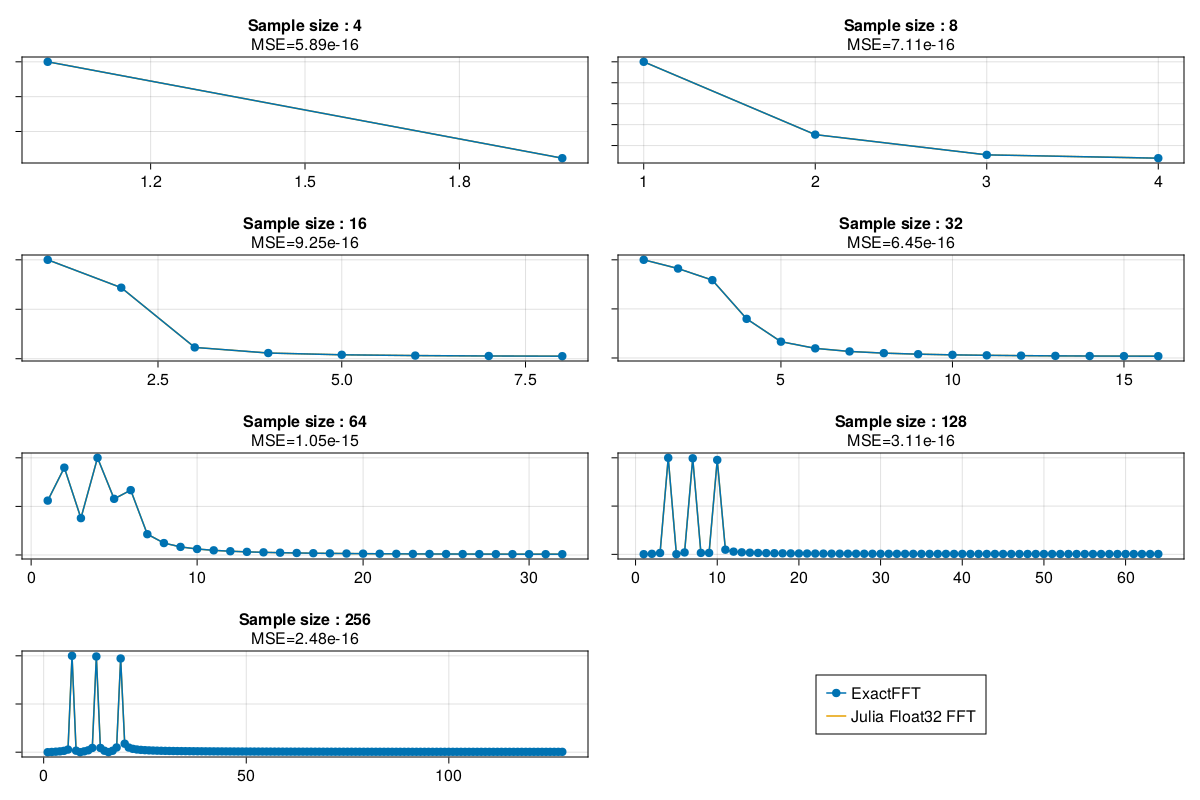 Sample size : 4
MSE=5.89e-16
1.2 1.5 1.8
Sample size : 8
MSE=7.11e-16
1 2 3 4
Sample size : 16
MSE=9.25e-16
2.5 5.0 7.5
Sample size : 32
MSE=6.45e-16
5 10 15
Sample size : 64
MSE=1.05e-15
0 10 20 30
Sample size : 128
MSE=3.11e-16
0 10 20 30 40 50 60
Sample size : 256
MSE=2.48e-16
0 50 100
ExactFFT
Julia Float32 FFT